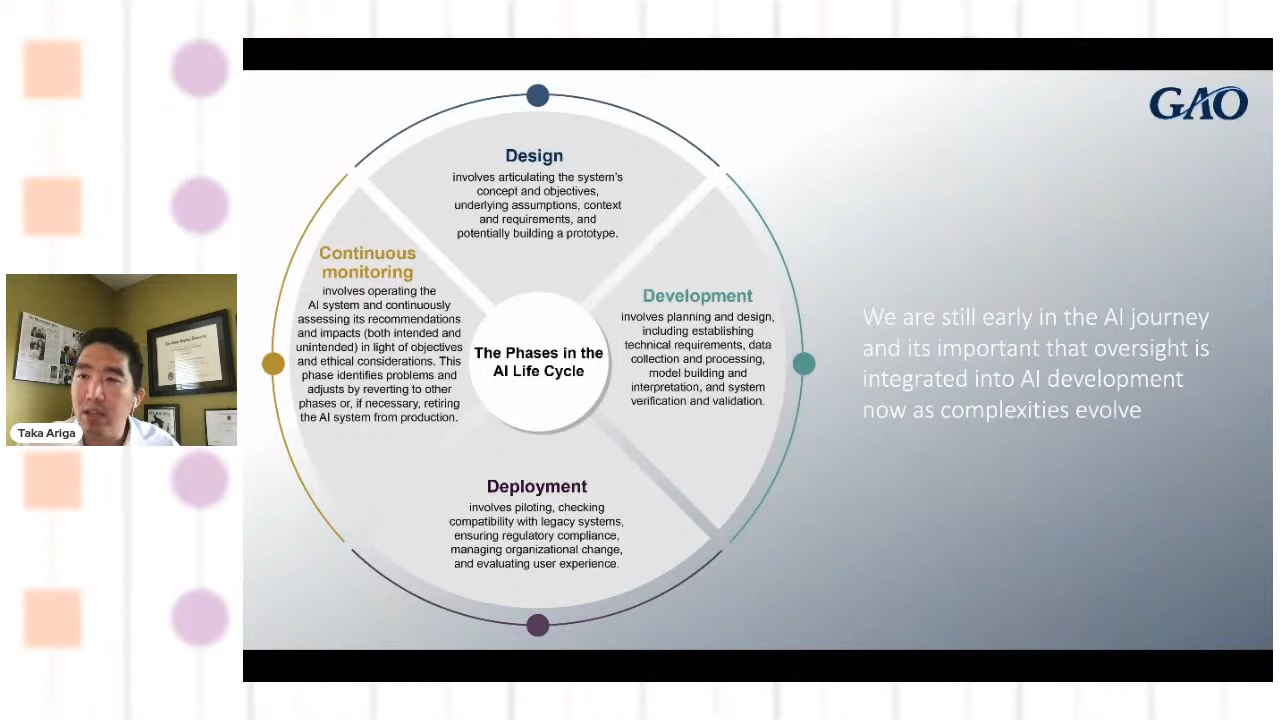 GAO
Design
involves articulating the system's
concept and objectives,
underlying assumptions, context
and requirements, and
potentially building a prototype.
Continuous
monitoring
involves operating the
AI system and continuously
assessing its recommendations
and impacts (both intended and
unintended) in light of objectives
and ethical considerations. This
phase identifies problems and
adjusts by reverting to other
phases or, if necessary, retiring
the AI system from production.
Development
involves planning and design,
including establishing
technical requirements, data
collection and processing,
model building and
interpretation, and system
verification and validation.
The Phases in the
AI Life Cycle
Deployment
involves piloting, checking
compatibility with legacy systems,
ensuring regulatory compliance,
managing organizational change,
and evaluating user experience.
We are still early in the AI journey
and its important that oversight is
integrated into AI development
now as complexities evolve
Taka Ariga